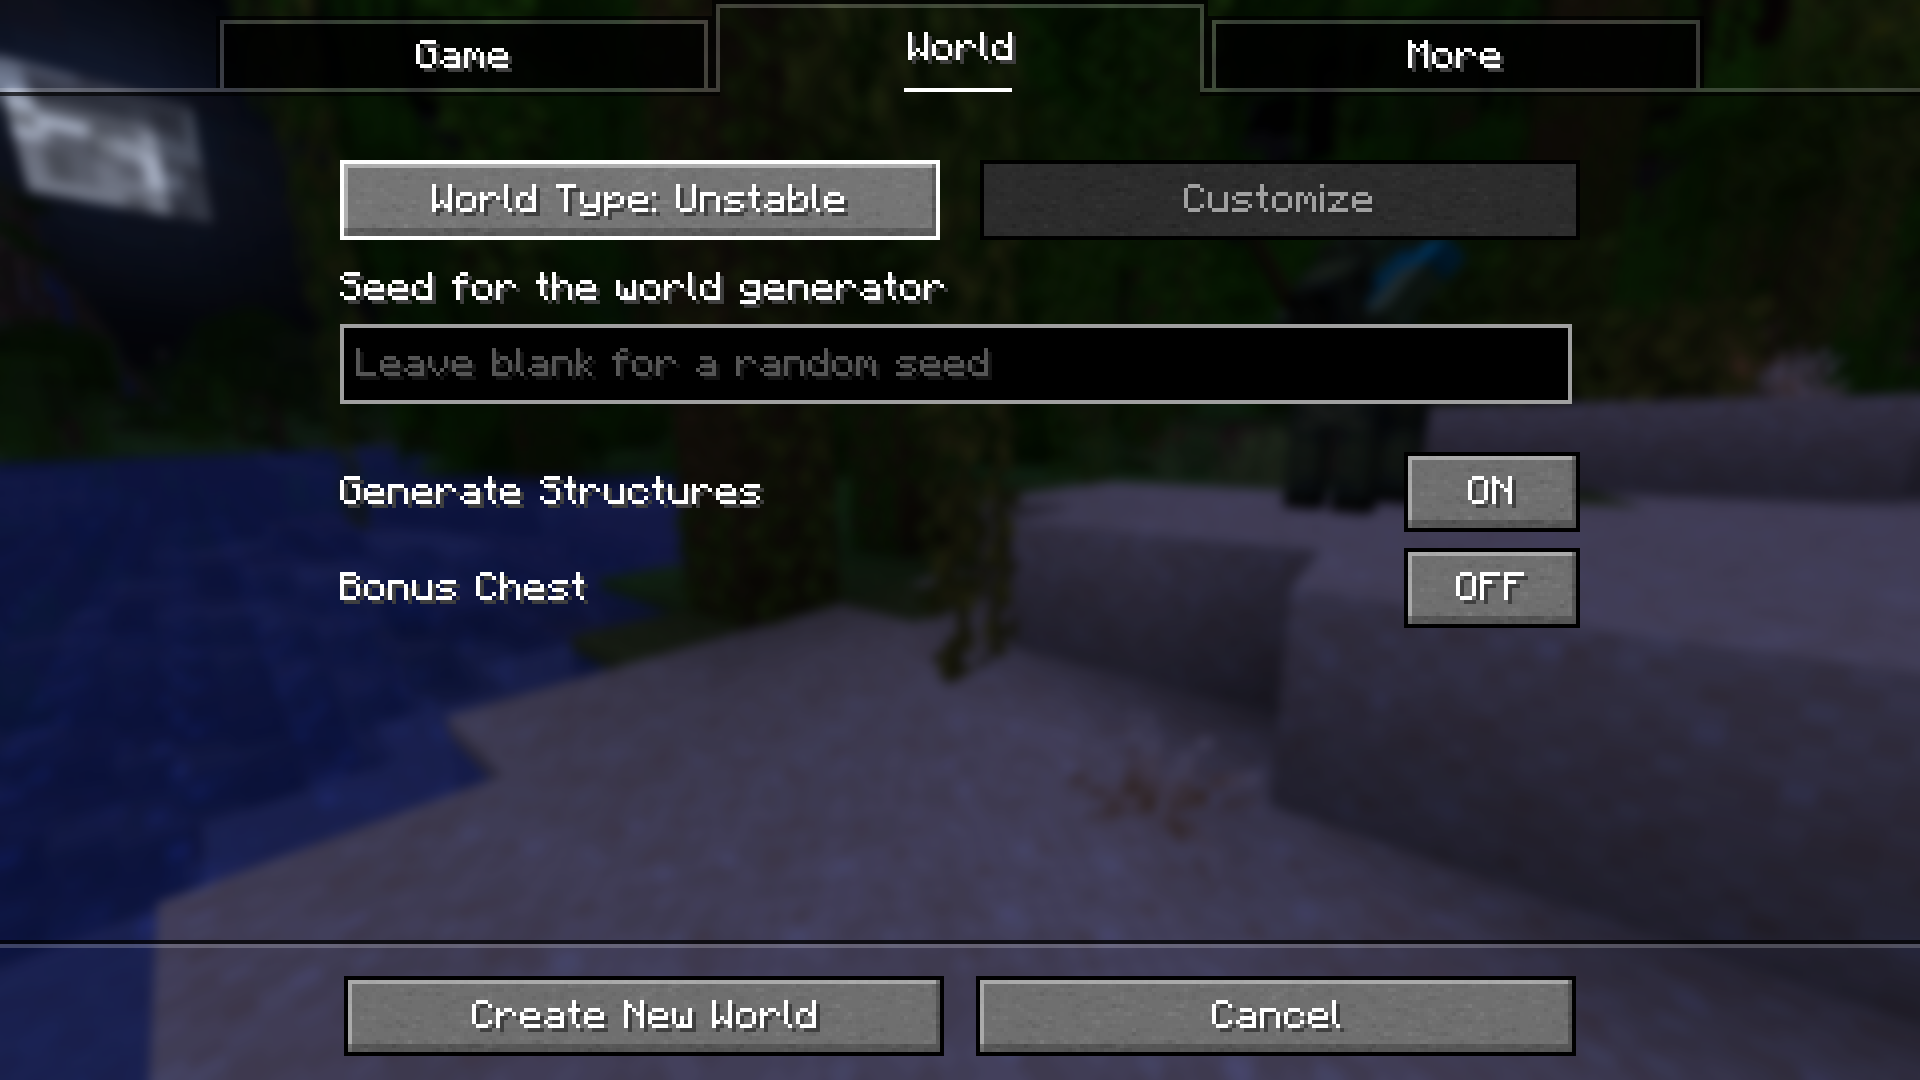 Game
World
More
World Type: Unstable
Customize
Seed for the world generator
Leave blank for a random seed
Generate Structures
ON
Bonus Chest
OFF
Create New World
Cancel